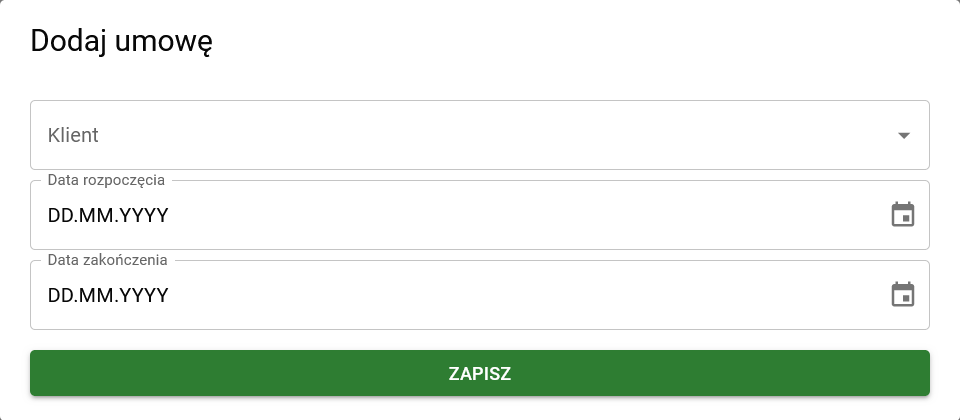 Dodaj umowę
Klient
Data rozpoczęcia
DD.MM.YYYY
Data zakończenia
DD.MM.YYYY
ZAPISZ